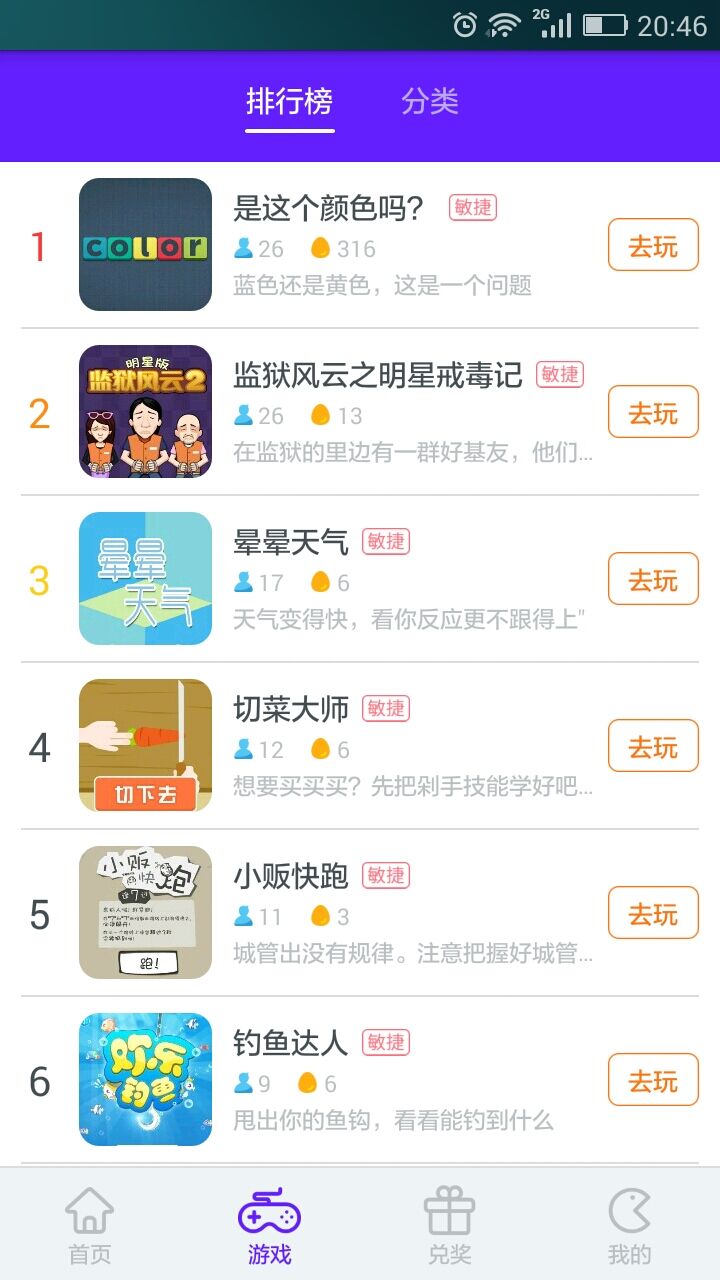 2G 20:46
排行榜 分类
1
color
是这个颜色吗? 敏捷
26 316
蓝色还是黄色，这是一个问题
去玩
2
明星版
监狱风云2
监狱风云之明星戒毒记 敏捷
26 13
在监狱的里边有一群好基友，他们...
去玩
3
晕晕
天气
晕晕天气 敏捷
17 6
天气变得快，看你反应更不跟得上"
去玩
4
切下去
切菜大师 敏捷
12 6
想要买买买？先把剁手技能学好吧...
去玩
5
小贩
快跑
跑!
小贩快跑 敏捷
11 3
城管出没有规律。注意把握好城管...
去玩
6
欢乐
钓鱼
钓鱼达人 敏捷
9 6
甩出你的鱼钩，看看能钓到什么
去玩
首页 游戏 兑奖 我的